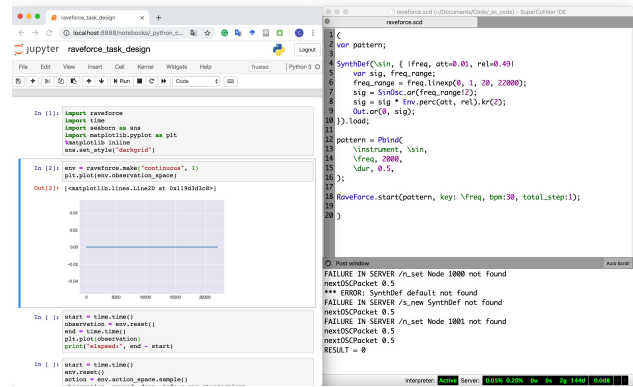 raveforce_task_design
localhost:8888/notebooks/_python_c...
jupyter raveforce_task_design
Logout
File Edit View Insert Cell Kernel Widgets Help
Trusted
Python 3
Run
Code
In [1]: import raveforce
import time
import seaborn as sns
import matplotlib.pyplot as plt
%matplotlib inline
sns.set_style("darkgrid")
In [2]: env = raveforce.make("continuous", 1)
plt.plot(env.observation_space)
Out[2]: [<matplotlib.lines.Line2D at 0x119d3d3c8>]
0.04
0.02
0.00
-0.02
-0.04
0 5000 10000 15000 20000
In [ ]: start = time.time()
observation = env.reset()
end = time.time()
plt.plot(observation)
print("elapsed:", end - start)
In [ ]: start = time.time()
env.reset()
action = env.action_space.sample()
raveforce.scd (~/Documents/Code/_sc_code) - SuperCollider IDE
raveforce.scd
1 (
2 var pattern;
3
4 SynthDef(\sin, { |freq, att=0.01, rel=0.49|
5 var sig, freq_range;
6 freq_range = freq.linexp(0, 1, 20, 22000);
7 sig = SinOsc.ar(freq_range!2);
8 sig = sig * Env.perc(att, rel).kr(2);
9 Out.ar(0, sig);
10 }).load;
11
12 pattern = Pbind(
13 \instrument, \sin,
14 \freq, 2000,
15 \dur, 0.5,
16 );
17
18 RaveForce.start(pattern, key: \freq, bpm:30, total_step:1);
19
20 )
Post window
Auto Scroll
FAILURE IN SERVER /n_set Node 1000 not found
nextOSCPacket 0.5
*** ERROR: SynthDef default not found
FAILURE IN SERVER /s_new SynthDef not found
nextOSCPacket 0.5
FAILURE IN SERVER /n_set Node 1001 not found
nextOSCPacket 0.5
nextOSCPacket 0.5
RESULT = 0
Interpreter: Active Server: 0.05% 0.20% 0u 0s 2g 144d 0.0dB